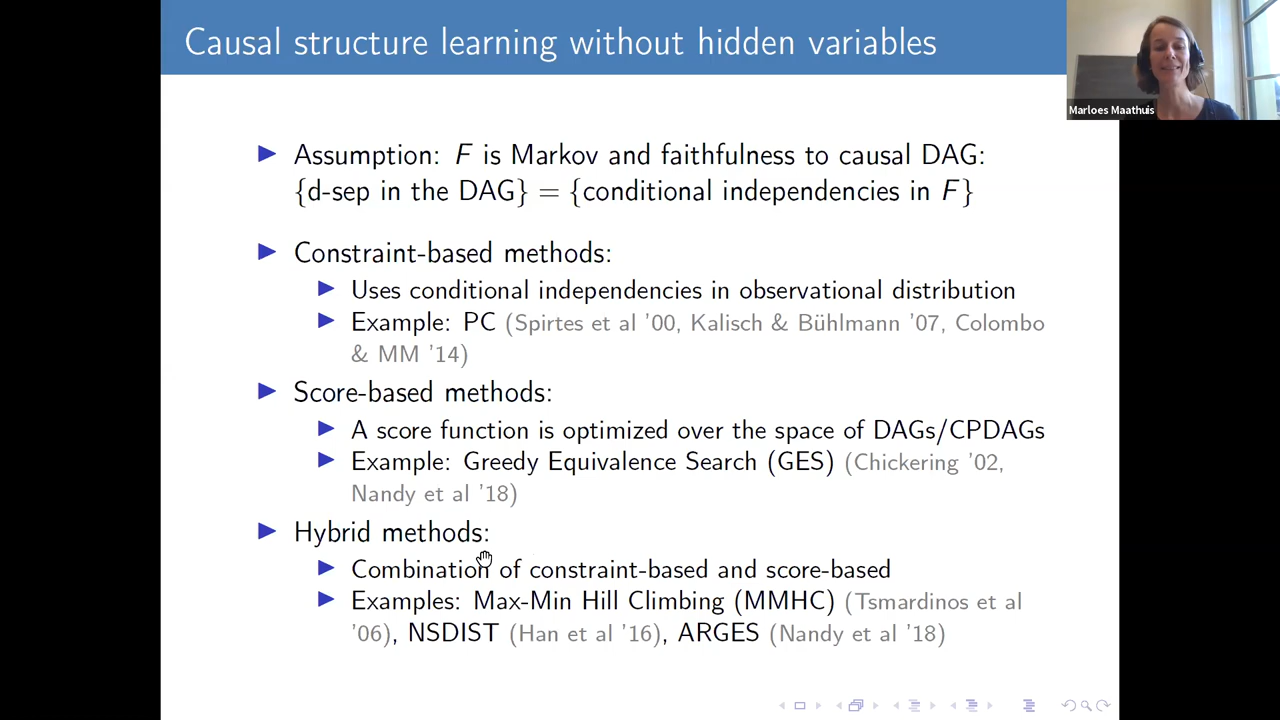 Causal structure learning without hidden variables
Marloes Maathuis
Assumption: F is Markov and faithfulness to causal DAG:
{d-sep in the DAG} = {conditional independencies in F}
Constraint-based methods:
Uses conditional independencies in observational distribution
Example: PC (Spirtes et al '00, Kalisch & Bühlmann '07, Colombo
& MM '14)
Score-based methods:
A score function is optimized over the space of DAGs/CPDAGs
Example: Greedy Equivalence Search (GES) (Chickering '02,
Nandy et al '18)
Hybrid methods:
Combination of constraint-based and score-based
Examples: Max-Min Hill Climbing (MMHC) (Tsmardinos et al
'06), NSDIST (Han et al '16), ARGES (Nandy et al '18)